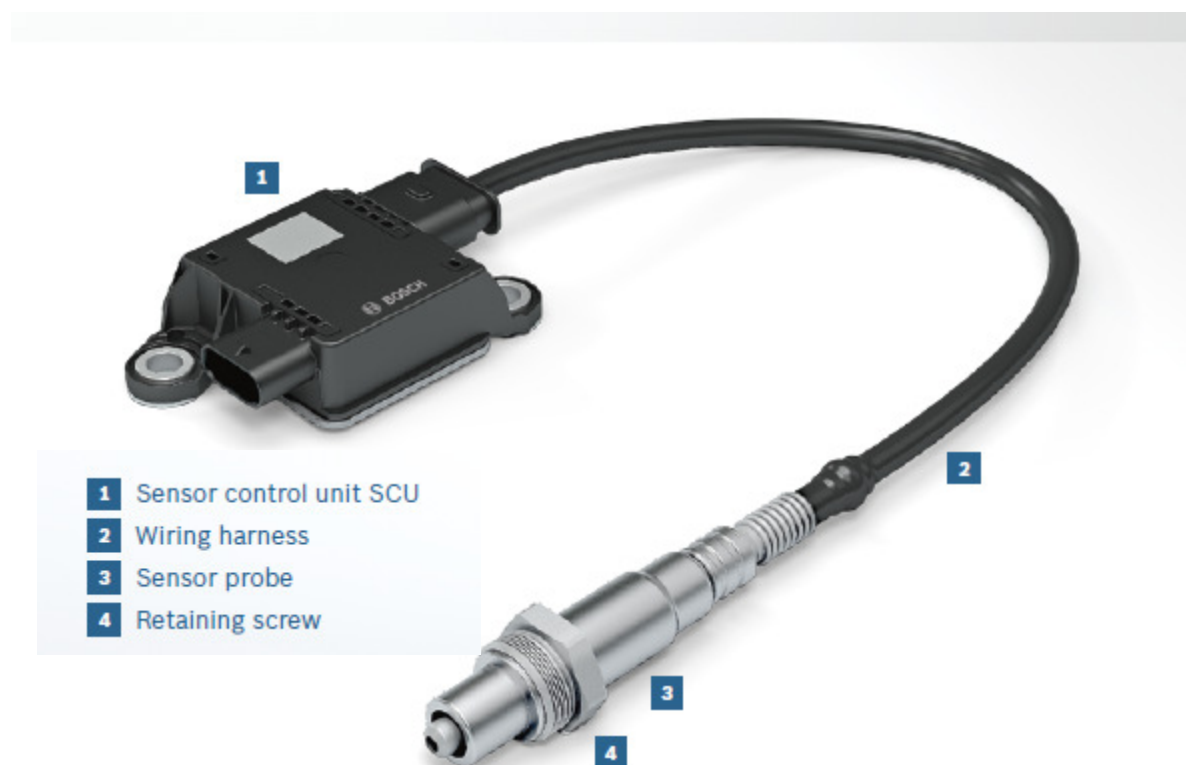 1
BOSCH
1 Sensor control unit SCU
2 Wiring harness
3 Sensor probe
4 Retaining screw
2
3
4